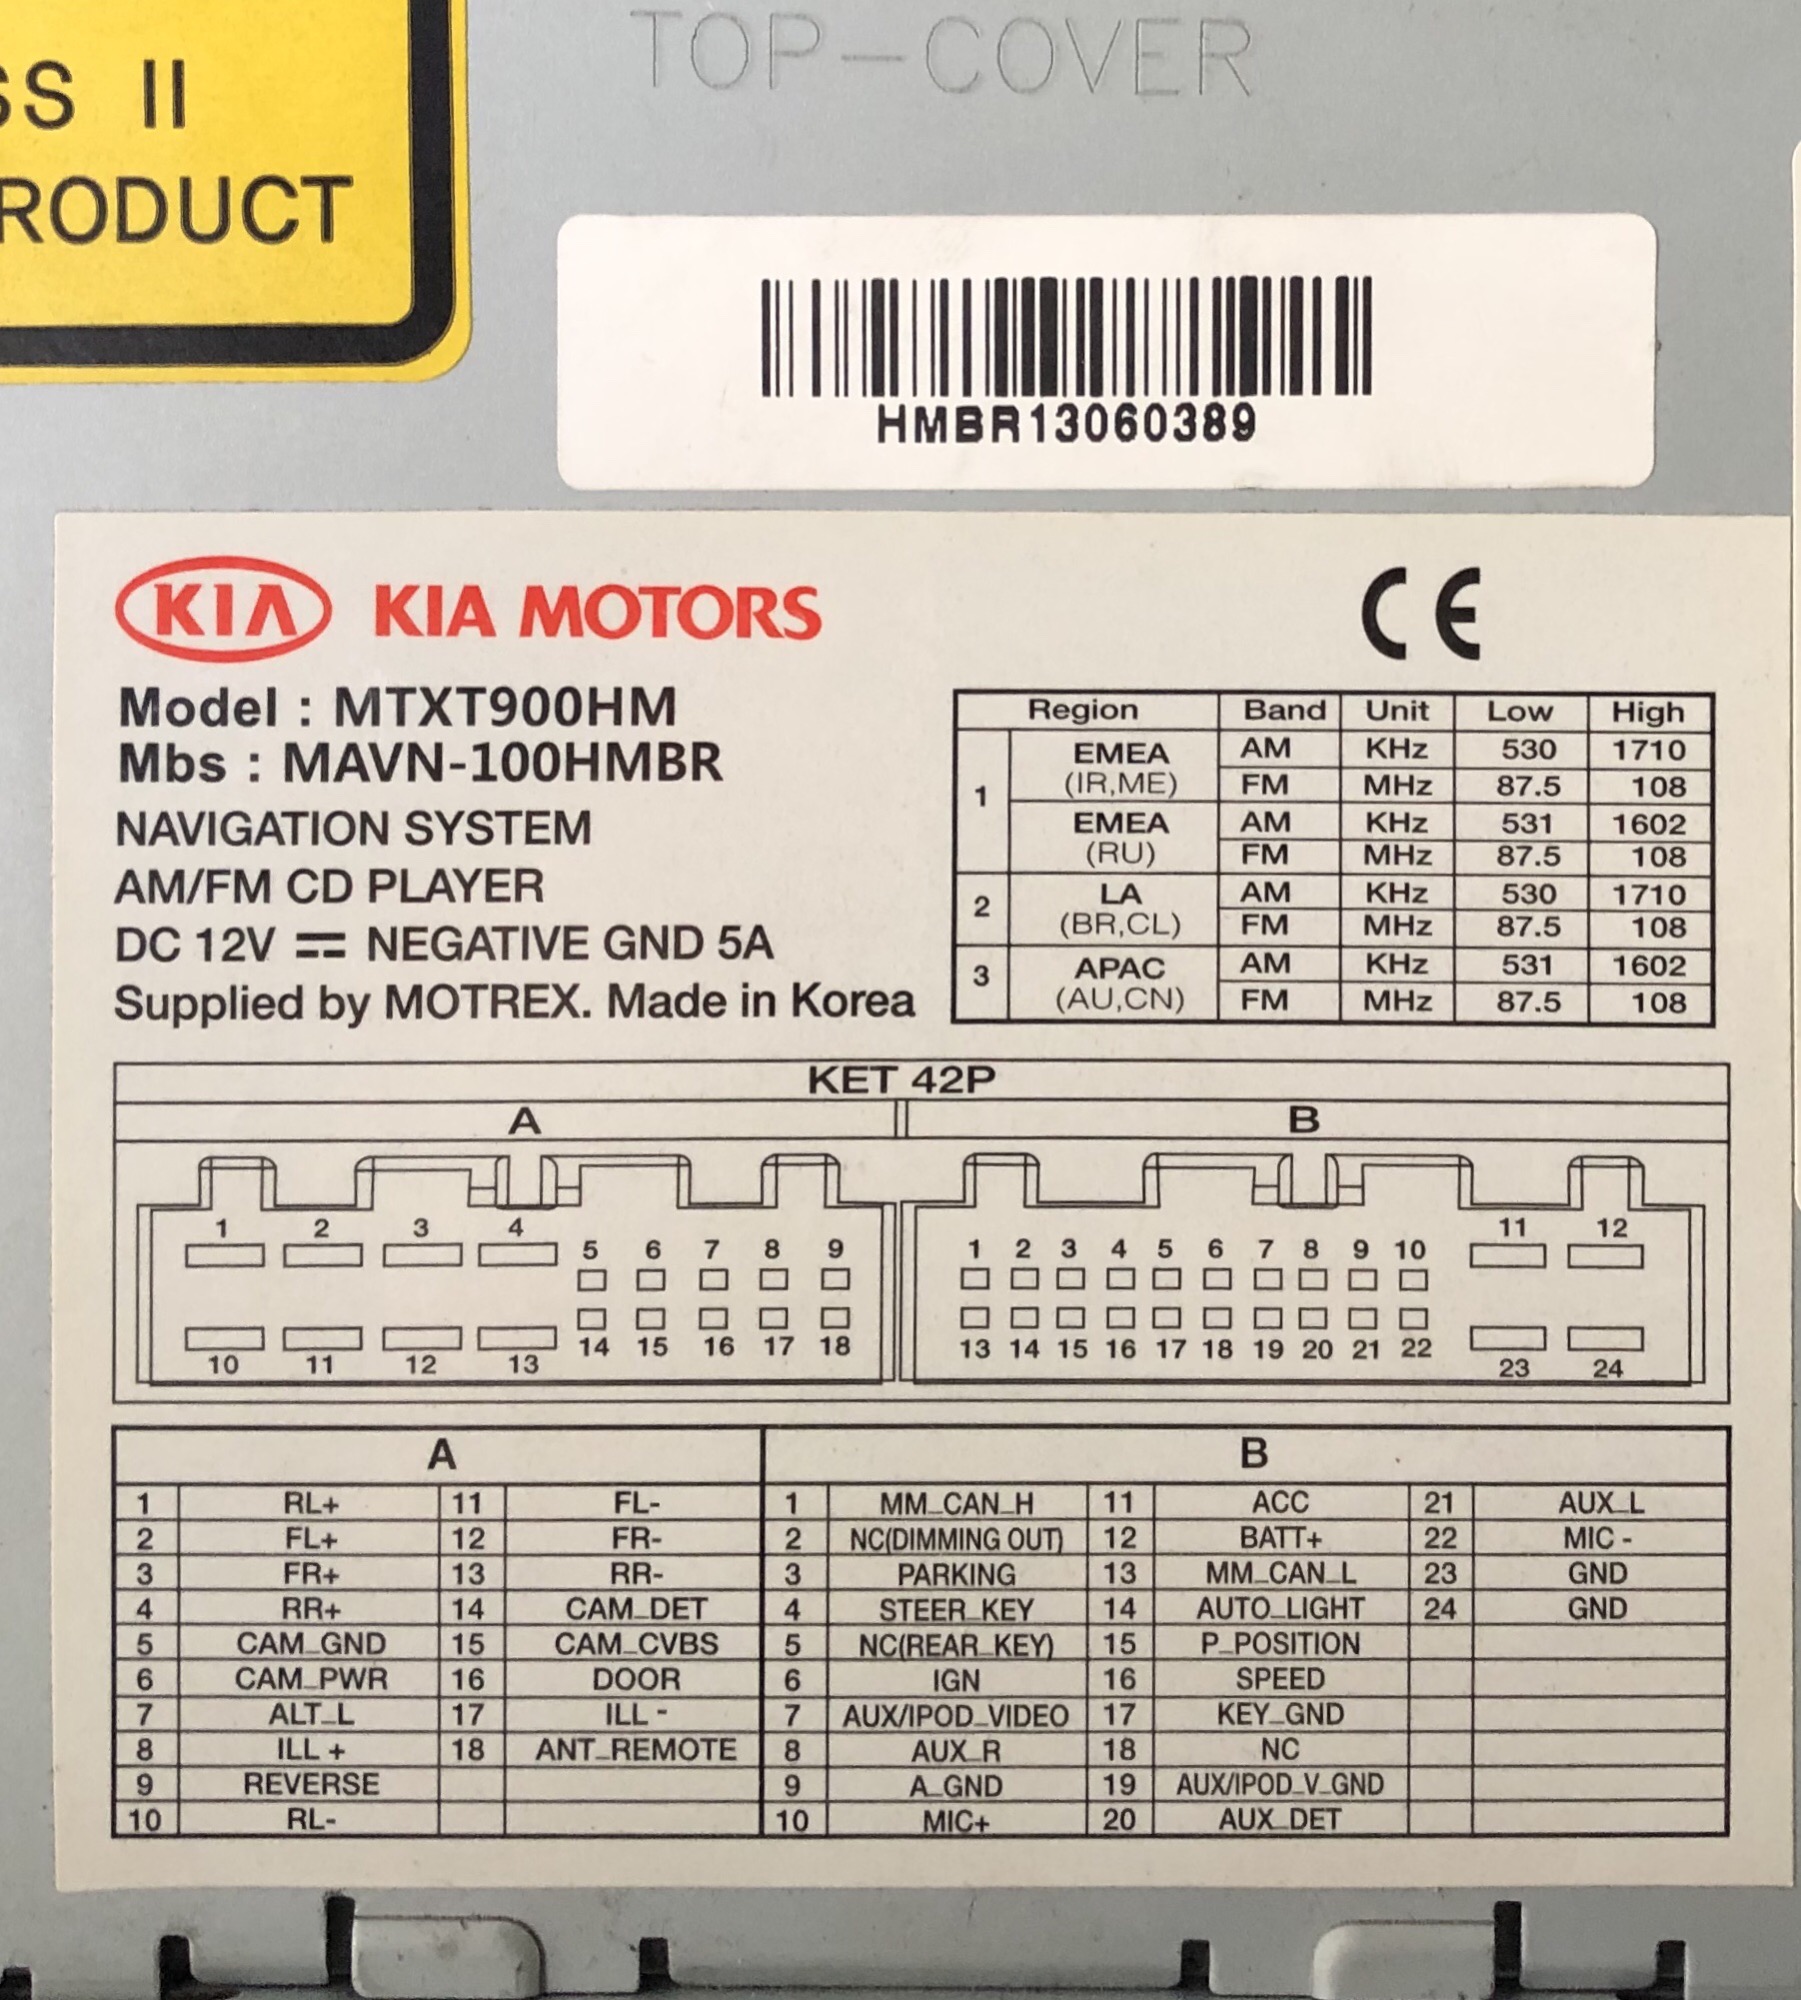 TOP-COVER
SS II
RODUCT
HMBR13060389
KIA KIA MOTORS
CE
Model : MTXT900HM
Mbs : MAVN-100HMBR
NAVIGATION SYSTEM
AM/FM CD PLAYER
DC 12V NEGATIVE GND 5A
Supplied by MOTREX. Made in Korea
Region Band Unit Low High
1 EMEA (IR,ME) AM KHz 530 1710
FM MHz 87.5 108
EMEA (RU) AM KHz 531 1602
FM MHz 87.5 108
2 LA (BR,CL) AM KHz 530 1710
FM MHz 87.5 108
3 APAC (AU,CN) AM KHz 531 1602
FM MHz 87.5 108
KET 42P
A B
1 2 3 4 5 6 7 8 9
10 11 12 13 14 15 16 17 18
1 2 3 4 5 6 7 8 9 10 11 12
13 14 15 16 17 18 19 20 21 22 23 24
A B
1 RL+ 11 FL- 1 MM_CAN_H 11 ACC 21 AUX_L
2 FL+ 12 FR- 2 NC(DIMMING OUT) 12 BATT+ 22 MIC -
3 FR+ 13 RR- 3 PARKING 13 MM_CAN_L 23 GND
4 RR+ 14 CAM_DET 4 STEER_KEY 14 AUTO_LIGHT 24 GND
5 CAM_GND 15 CAM_CVBS 5 NC(REAR_KEY) 15 P_POSITION
6 CAM_PWR 16 DOOR 6 IGN 16 SPEED
7 ALT_L 17 ILL - 7 AUX/IPOD_VIDEO 17 KEY_GND
8 ILL + 18 ANT_REMOTE 8 AUX_R 18 NC
9 REVERSE 9 A_GND 19 AUX/IPOD_V_GND
10 RL- 10 MIC+ 20 AUX_DET